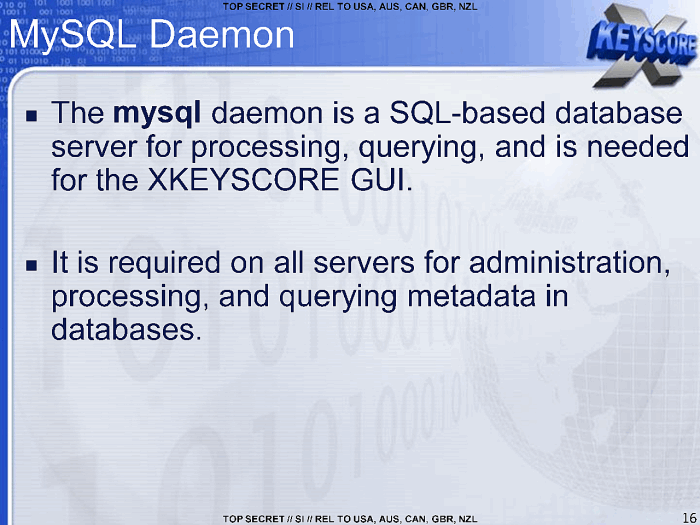 TOP SECRET // SI // REL TO USA, AUS, CAN, GBR, NZL
MySQL Daemon
XKEYSCORE
The mysql daemon is a SQL-based database
server for processing, querying, and is needed
for the XKEYSCORE GUI.
It is required on all servers for administration,
processing, and querying metadata in
databases.
TOP SECRET // SI // REL TO USA, AUS, CAN, GBR, NZL
16